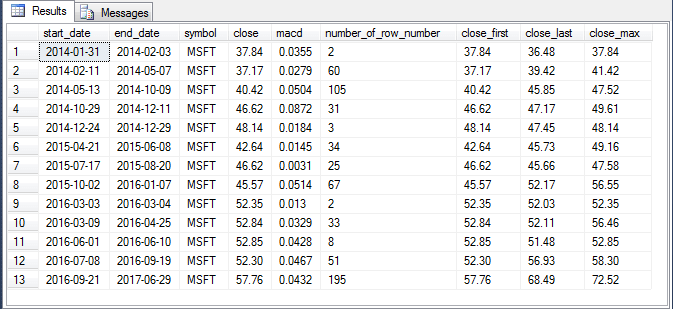 Results Messages
start_date end_date symbol close macd number_of_row_number close_first close_last close_max
1 2014-01-31 2014-02-03 MSFT 37.84 0.0355 2 37.84 36.48 37.84
2 2014-02-11 2014-05-07 MSFT 37.17 0.0279 60 37.17 39.42 41.42
3 2014-05-13 2014-10-09 MSFT 40.42 0.0504 105 40.42 45.85 47.52
4 2014-10-29 2014-12-11 MSFT 46.62 0.0872 31 46.62 47.17 49.61
5 2014-12-24 2014-12-29 MSFT 48.14 0.0184 3 48.14 47.45 48.14
6 2015-04-21 2015-06-08 MSFT 42.64 0.0145 34 42.64 45.73 49.16
7 2015-07-17 2015-08-20 MSFT 46.62 0.0031 25 46.62 45.66 47.58
8 2015-10-02 2016-01-07 MSFT 45.57 0.0514 67 45.57 52.17 56.55
9 2016-03-03 2016-03-04 MSFT 52.35 0.013 2 52.35 52.03 52.35
10 2016-03-09 2016-04-25 MSFT 52.84 0.0329 33 52.84 52.11 56.46
11 2016-06-01 2016-06-10 MSFT 52.85 0.0428 8 52.85 51.48 52.85
12 2016-07-08 2016-09-19 MSFT 52.30 0.0467 51 52.30 56.93 58.30
13 2016-09-21 2017-06-29 MSFT 57.76 0.0432 195 57.76 68.49 72.52